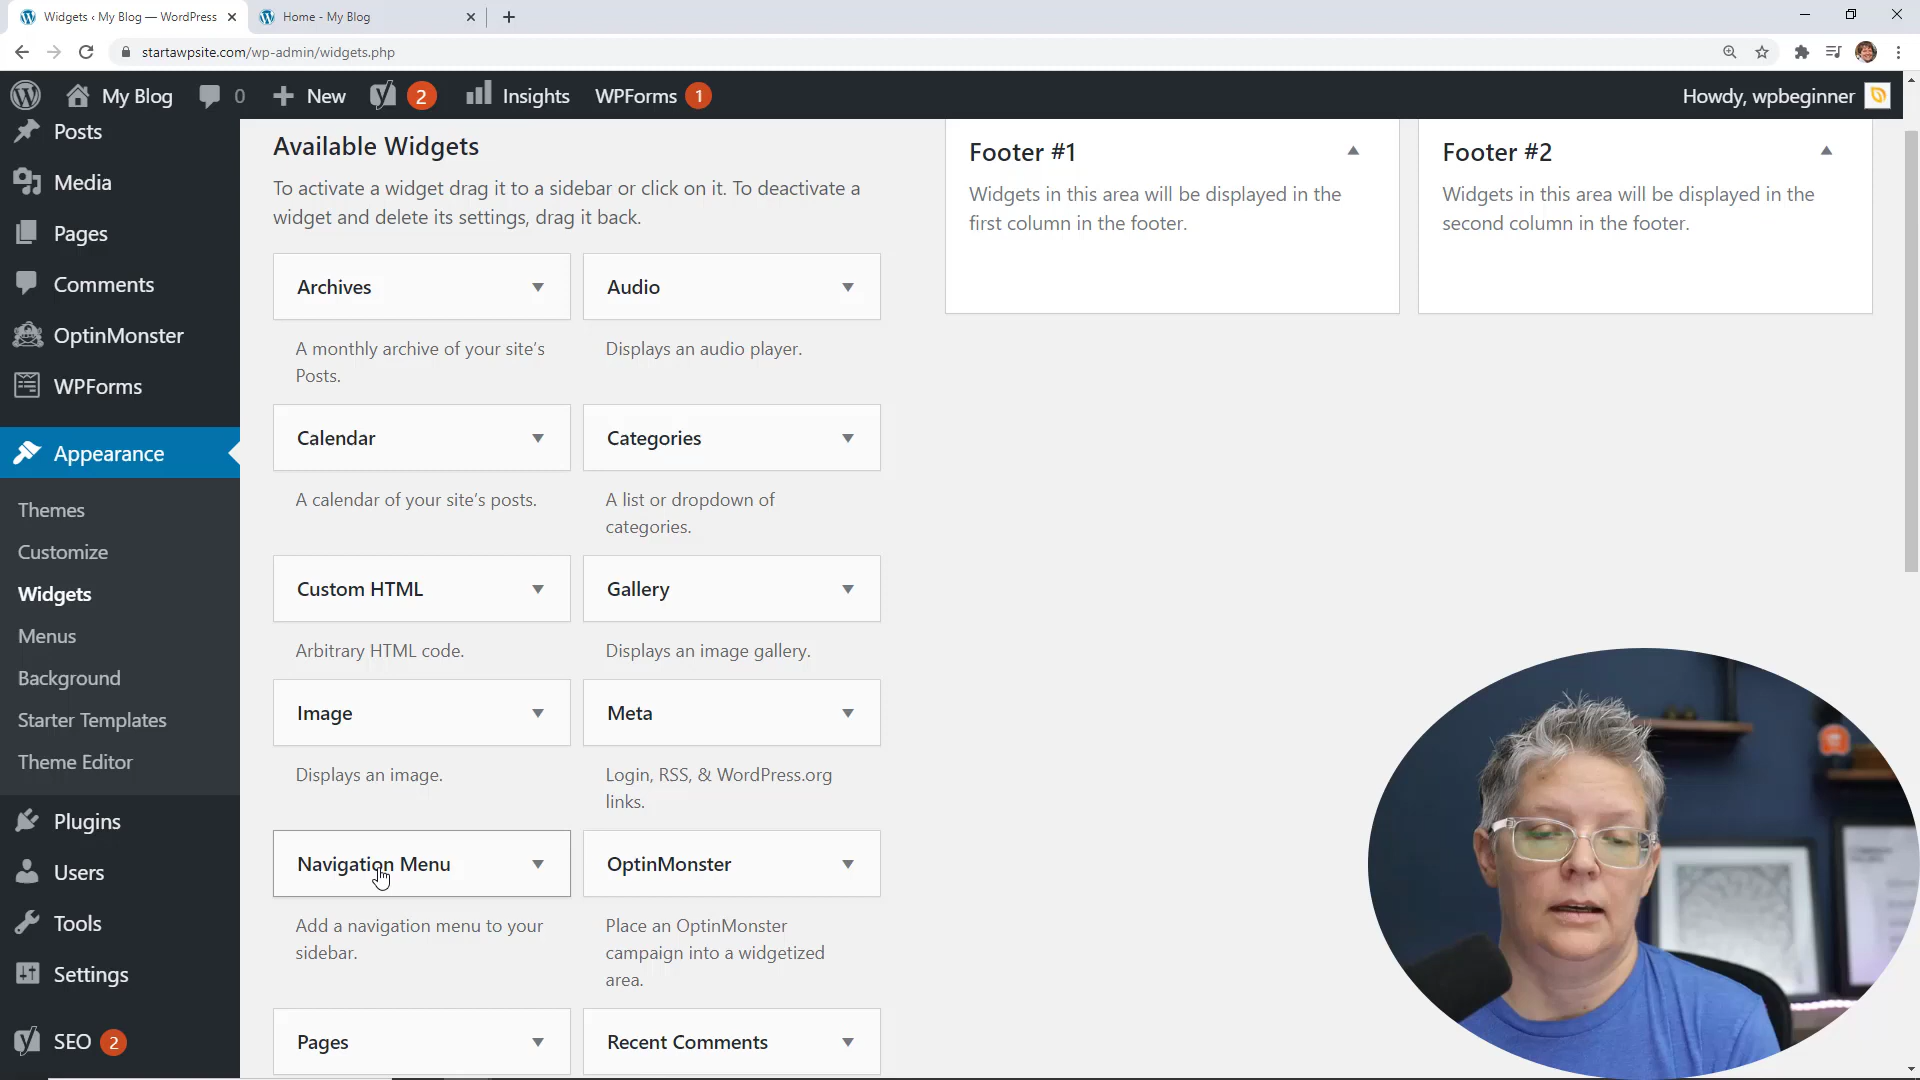 Widgets ‹ My Blog — WordPress
Home - My Blog
startawpsite.com/wp-admin/widgets.php
My Blog
0
New
2
Insights
WPForms
1
Howdy, wpbeginner
Posts
Media
Pages
Comments
OptinMonster
WPForms
Appearance
Themes
Customize
Widgets
Menus
Background
Starter Templates
Theme Editor
Plugins
Users
Tools
Settings
SEO
2
Available Widgets
To activate a widget drag it to a sidebar or click on it. To deactivate a
widget and delete its settings, drag it back.
Archives
A monthly archive of your site’s
Posts.
Audio
Displays an audio player.
Calendar
A calendar of your site’s posts.
Categories
A list or dropdown of
categories.
Custom HTML
Arbitrary HTML code.
Gallery
Displays an image gallery.
Image
Displays an image.
Meta
Login, RSS, & WordPress.org
links.
Navigation Menu
Add a navigation menu to your
sidebar.
OptinMonster
Place an OptinMonster
campaign into a widgetized
area.
Pages
Recent Comments
Footer #1
Widgets in this area will be displayed in the
first column in the footer.
Footer #2
Widgets in this area will be displayed in the
second column in the footer.